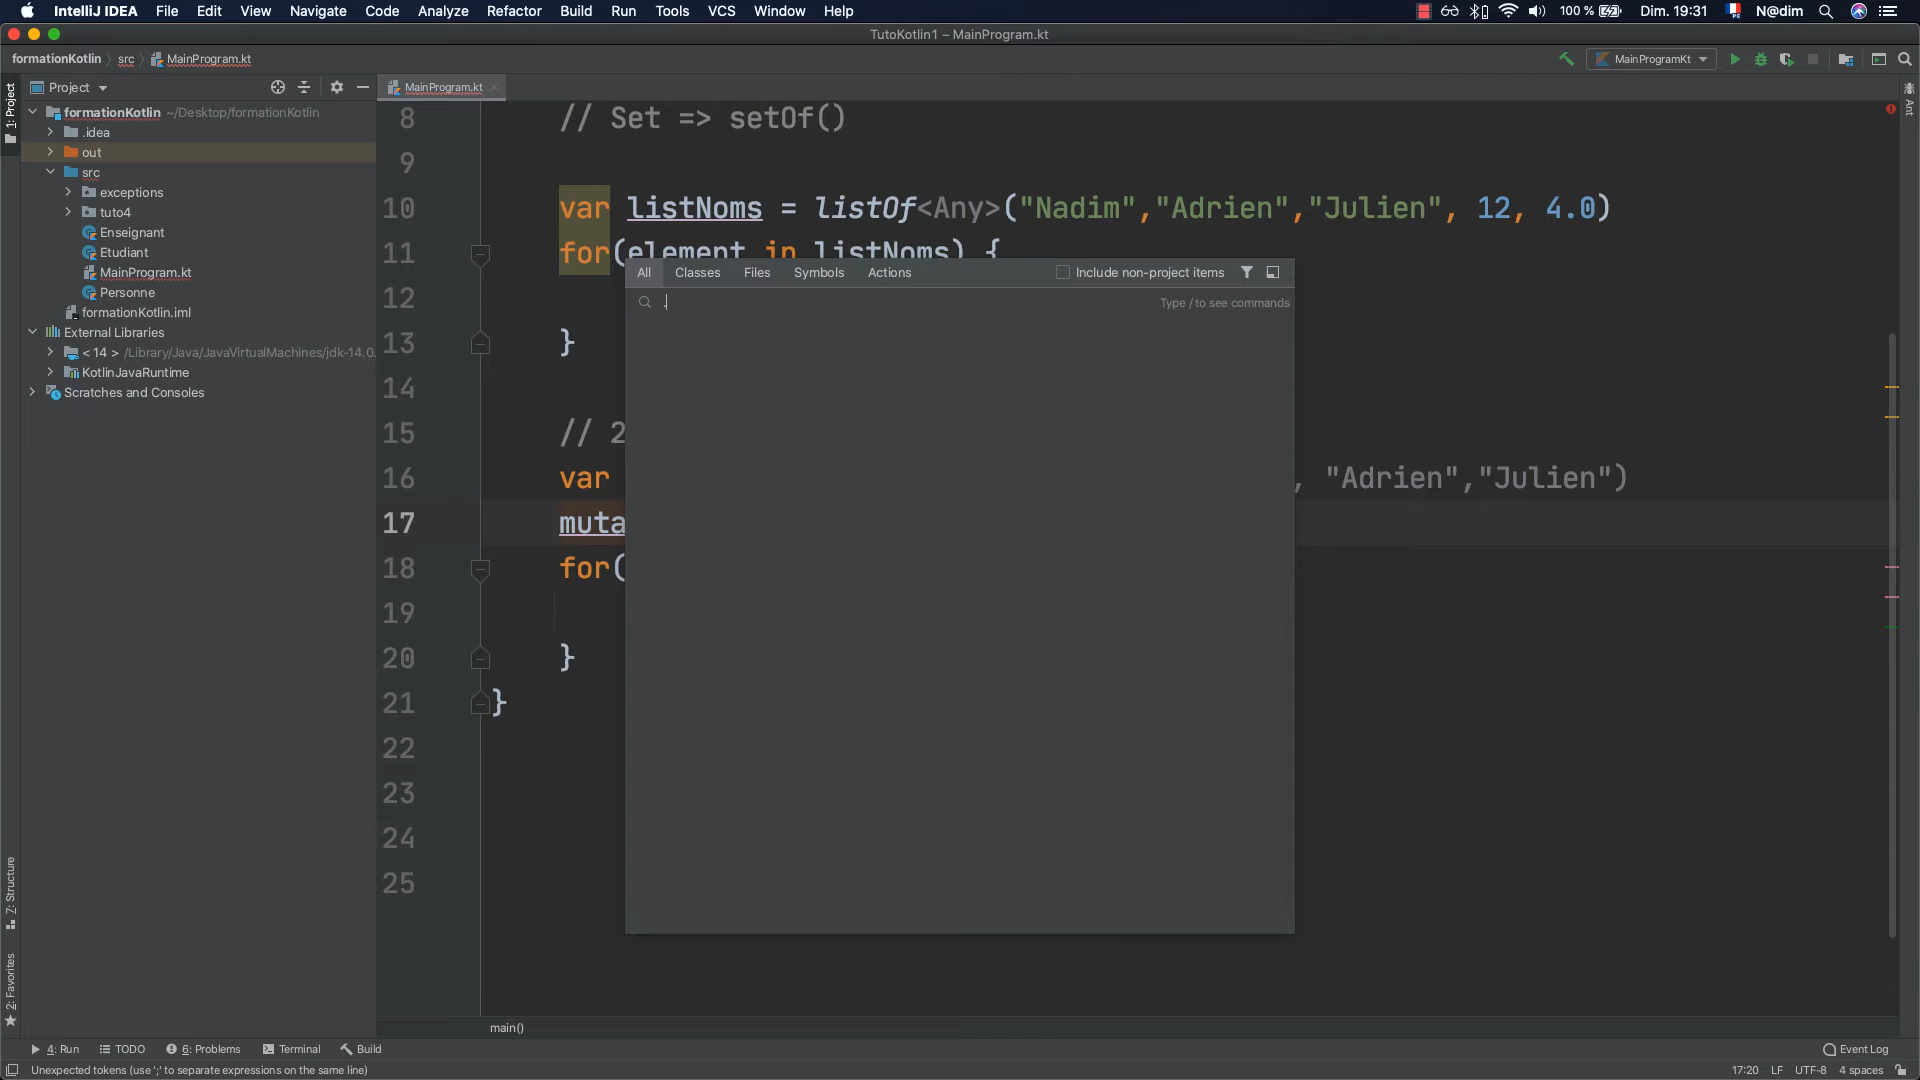 IntelliJ IDEA File Edit View Navigate Code Analyze Refactor Build Run Tools VCS Window Help 100 % Dim. 19:31 N@dim
TutoKotlin1 – MainProgram.kt
formationKotlin src MainProgram.kt MainProgramKt
Project MainProgram.kt
1: Project
Ant
formationKotlin ~/Desktop/formationKotlin
.idea
out
src
exceptions
tuto4
Enseignant
Etudiant
MainProgram.kt
Personne
formationKotlin.iml
External Libraries
< 14 > /Library/Java/JavaVirtualMachines/jdk-14.0.
KotlinJavaRuntime
Scratches and Consoles
8 // Set => setOf()
9
10 var listNoms = listOf<Any>("Nadim","Adrien","Julien", 12, 4.0)
11 for(element in listNoms) {
All Classes Files Symbols Actions Include non-project items
. Type / to see commands
12
13 }
14
15 // 2
16 var , "Adrien","Julien")
17 muta
18 for(
19
20 }
21 }
22
23
24
25
7: Structure
2: Favorites
main()
4: Run TODO 6: Problems Terminal Build Event Log
Unexpected tokens (use ';' to separate expressions on the same line) 17:20 LF UTF-8 4 spaces